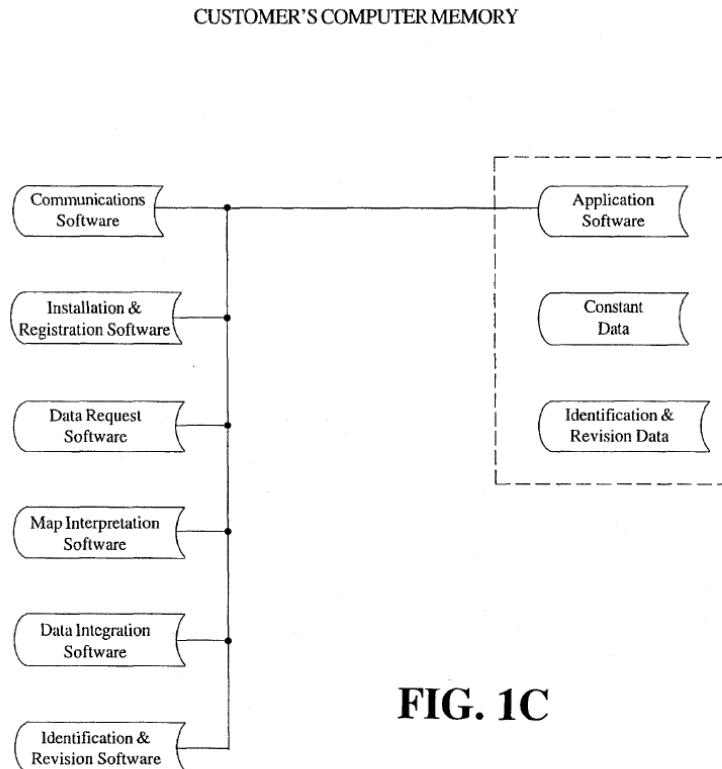 CUSTOMER'S COMPUTER MEMORY
Communications
Software
Installation &
Registration Software
Data Request
Software
Map Interpretation
Software
Data Integration
Software
Identification &
Revision Software
Application
Software
Constant
Data
Identification &
Revision Data
FIG. 1C